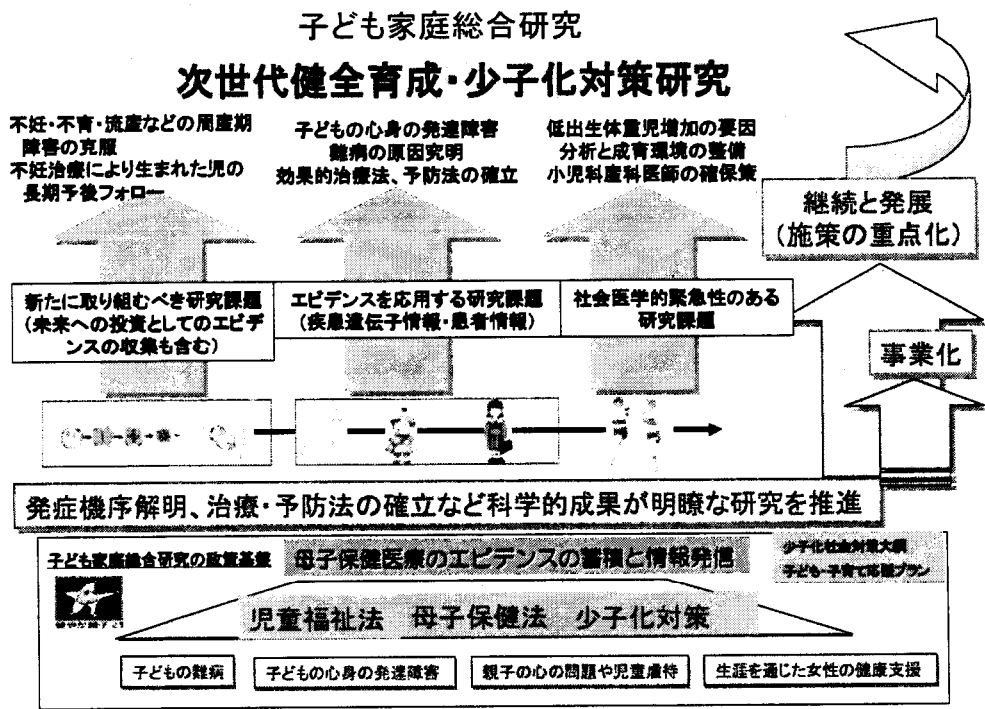 子ども家庭総合研究
次世代健全育成・少子化対策研究
不妊・不育・流産などの周産期
障害の克服
不妊治療により生まれた児の
長期予後フォロー
子どもの心身の発達障害
難病の原因究明
効果的治療法、予防法の確立
低出生体重児増加の要因
分析と成育環境の整備
小児科産科医師の確保策
継続と発展
(施策の重点化)
新たに取り組むべき研究課題
(未来への投資としてのエビデ
ンスの収集も含む)
エビデンスを応用する研究課題
(疾患遺伝子情報・患者情報)
社会医学的緊急性のある
研究課題
事業化
発症機序解明、治療・予防法の確立など科学的成果が明瞭な研究を推進
子ども家庭総合研究の政策基盤
母子保健医療のエビデンスの蓄積と情報発信
少子化社会対策大綱
子ども・子育て応援プラン
健やか親子21
児童福祉法 母子保健法 少子化対策
子どもの難病
子どもの心身の発達障害
親子の心の問題や児童虐待
生涯を通じた女性の健康支援